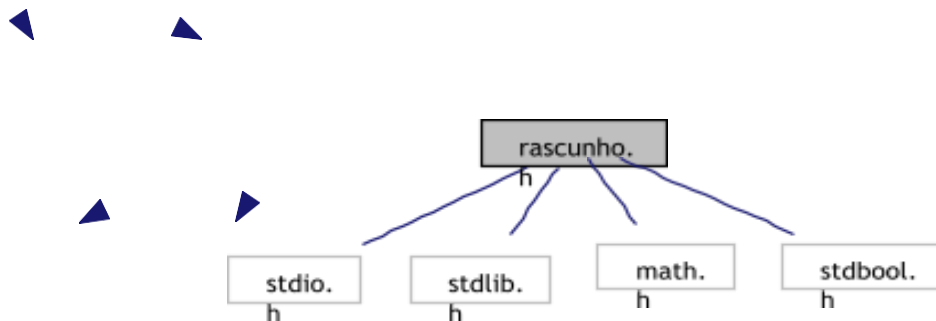 rascunho.
h
stdio.
h
stdlib.
h
math.
h
stdbool.
h